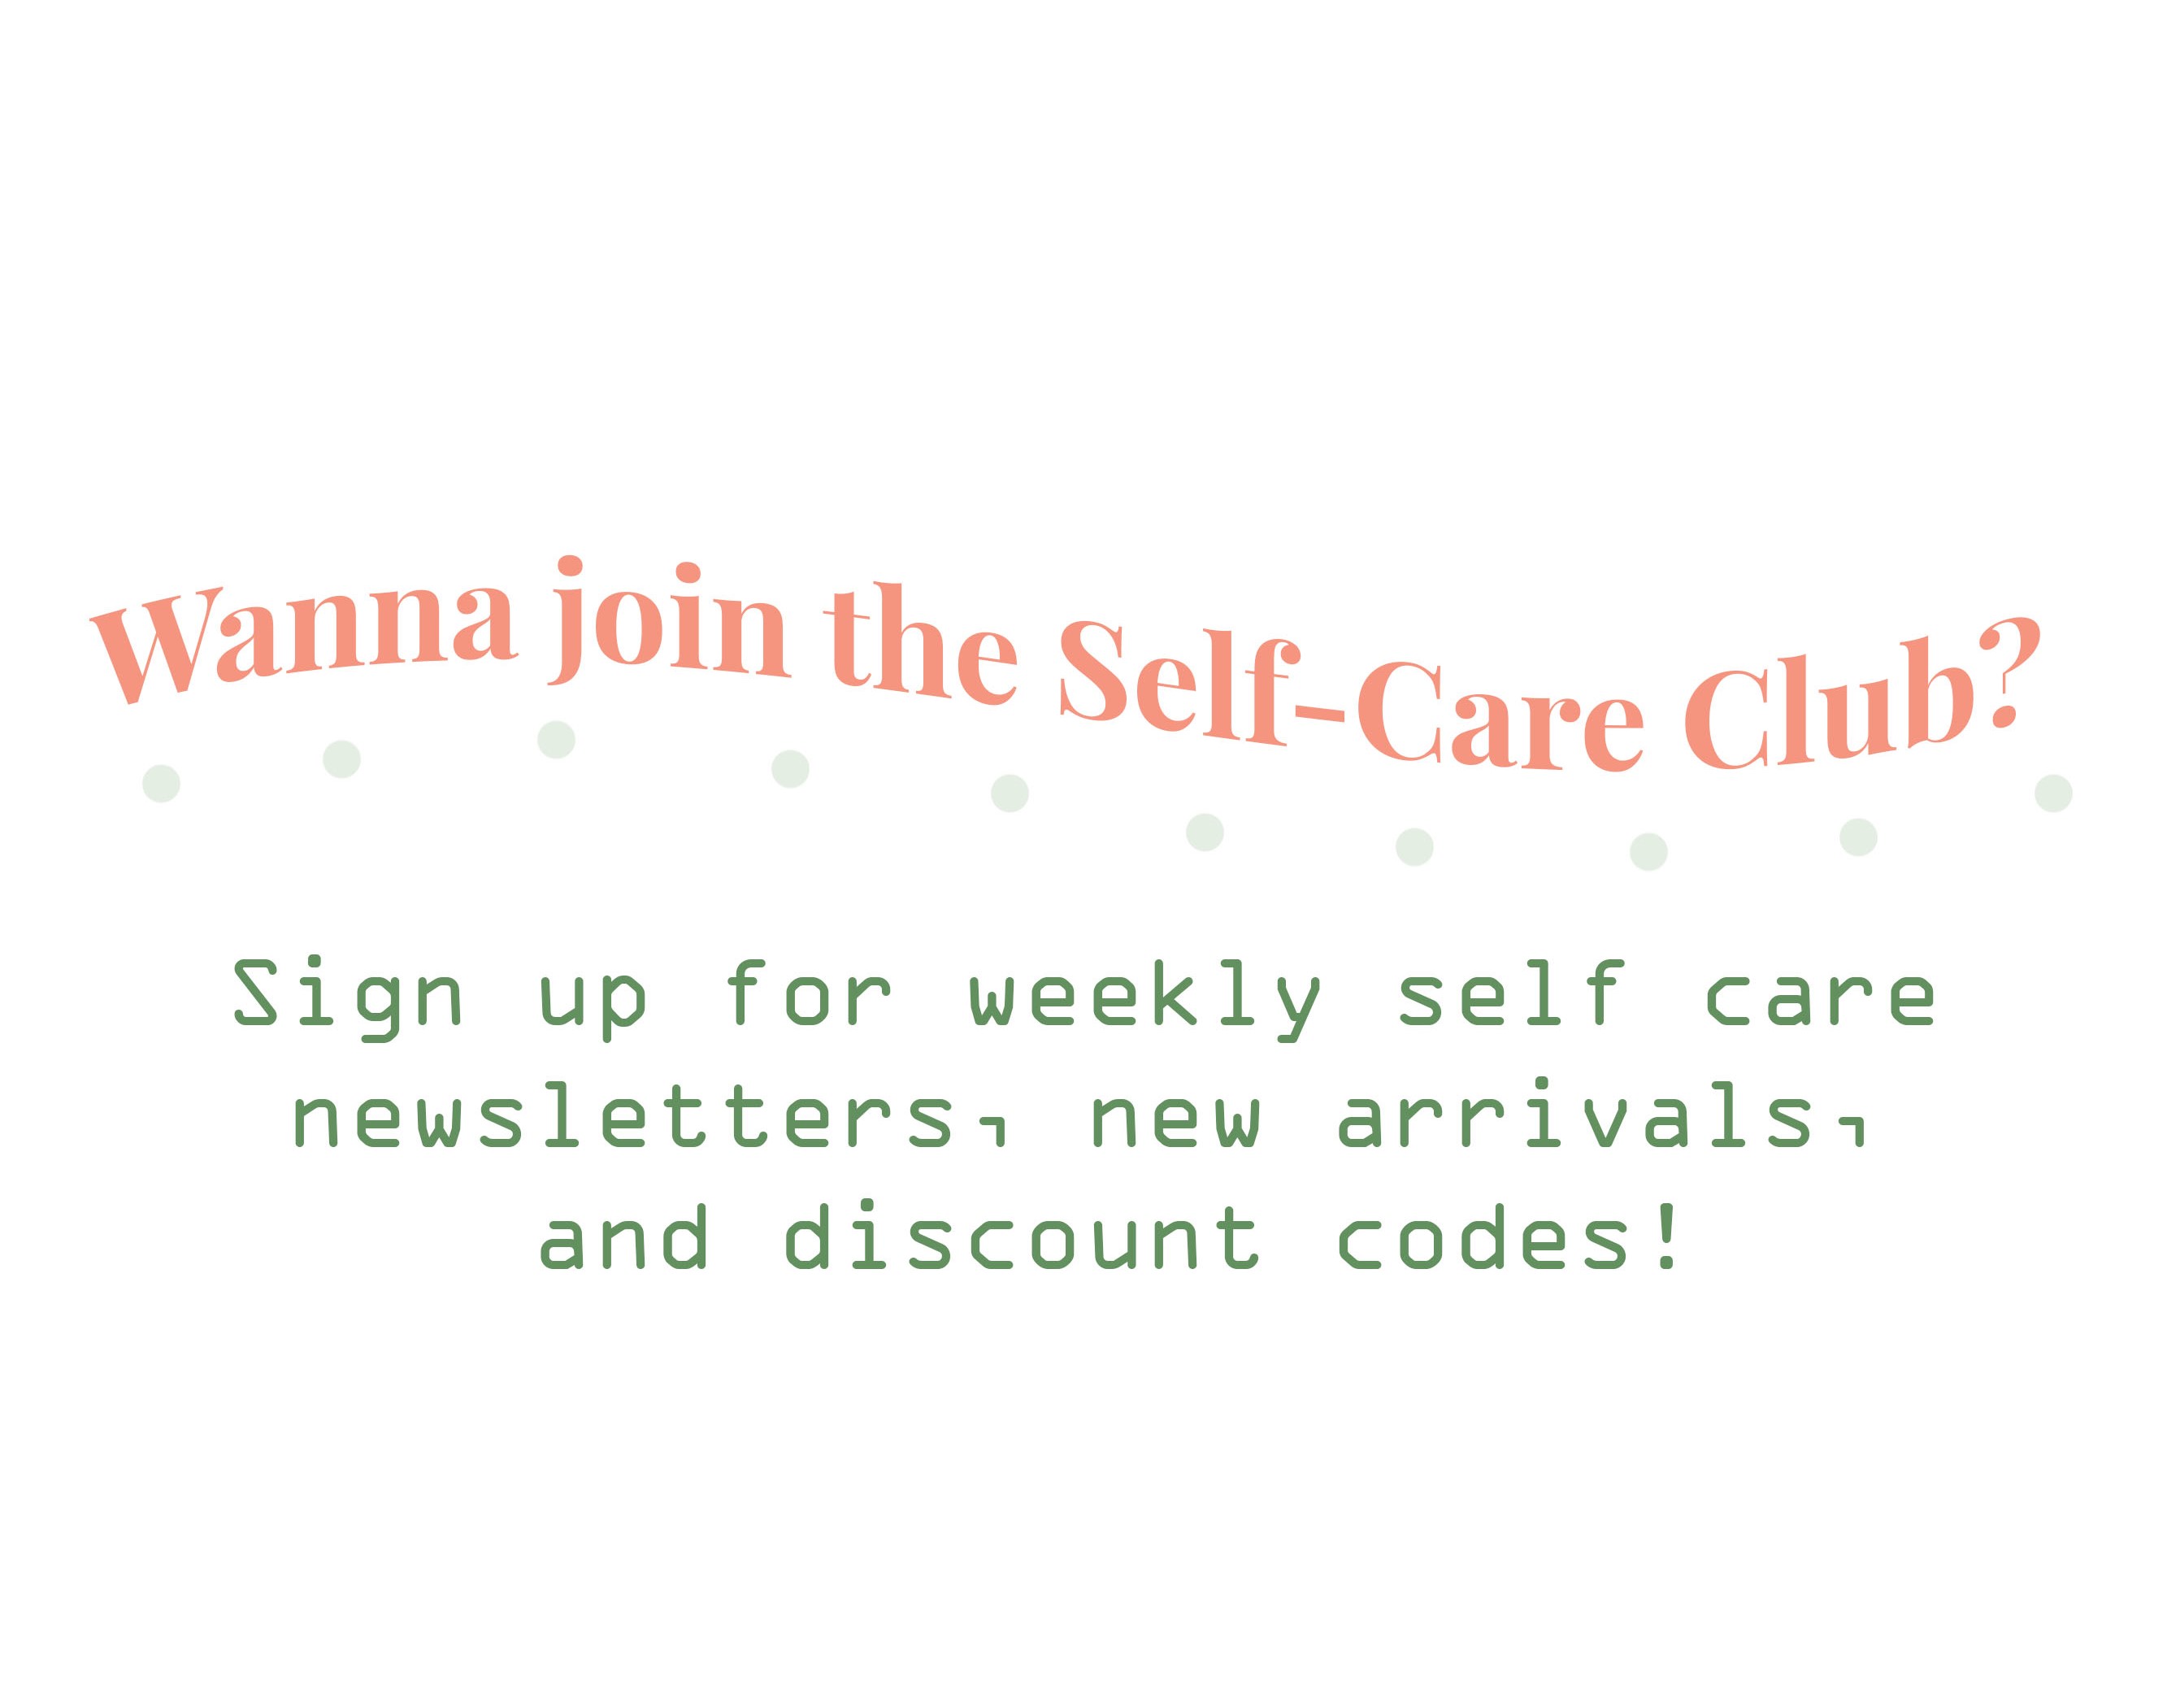 Wanna join the Self-Care Club?
Sign up for weekly self care
newsletters, new arrivals,
and discount codes!